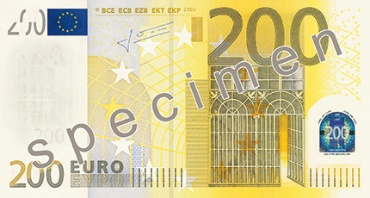 © BCE ECB EZB EKT EKP 2002
200
specimen
200
200 EURO
ΕΥΡΩ